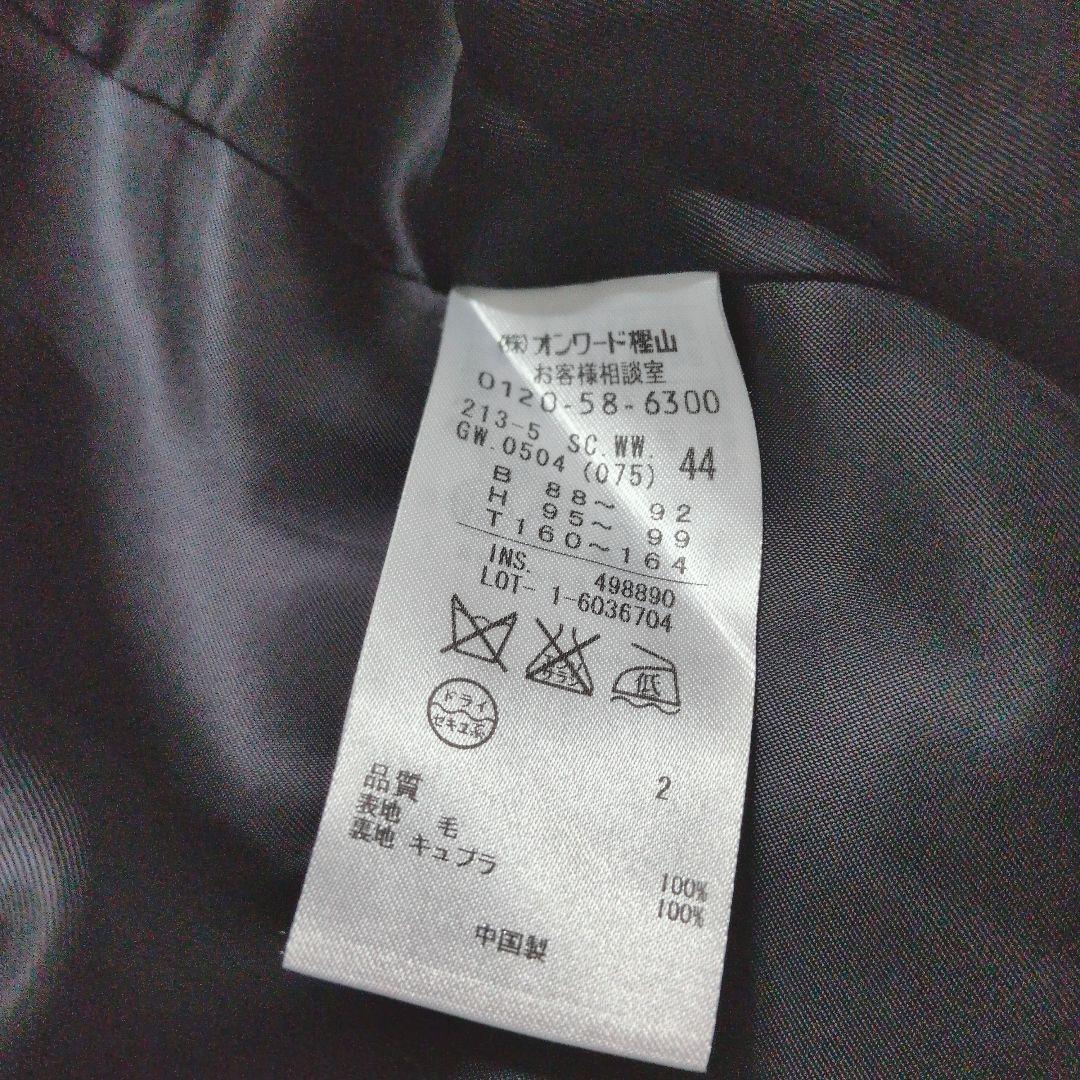 (株)オンワード樫山
お客様相談室
0120-58-6300
213-5 SC.WW. 44
GW.0504 (075)
B 88～ 92
H 95～ 99
T160～164
INS. 498890
LOT- 1-6036704
低
ドライ
セキユ系
2
品質
表地 毛 100%
裏地 キュプラ 100%
中国製